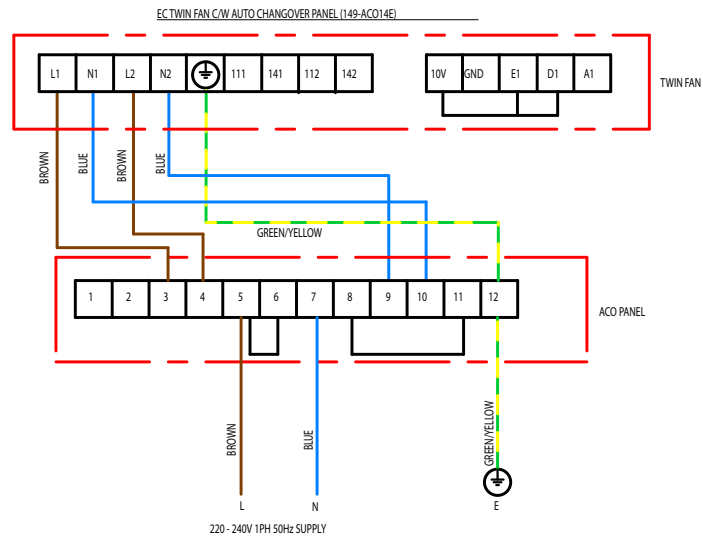 EC TWIN FAN C/W AUTO CHANGOVER PANEL (149-ACO14E)
L1 N1 L2 N2 111 141 112 142
10V GND E1 D1 A1
TWIN FAN
BROWN
BLUE
BROWN
BLUE
GREEN/YELLOW
1 2 3 4 5 6 7 8 9 10 11 12
ACO PANEL
BROWN
BLUE
GREEN/YELLOW
L N E
220 - 240V 1PH 50Hz SUPPLY